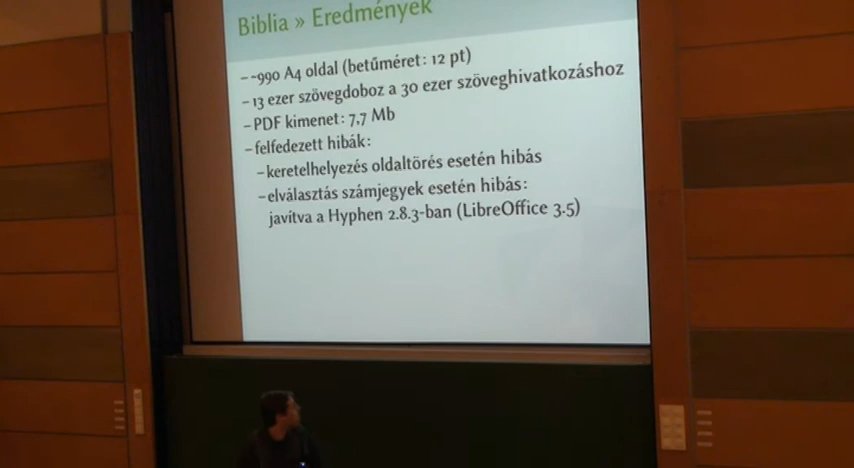 Biblia » Eredmények
– ~990 A4 oldal (betűméret: 12 pt)
– 13 ezer szövegdoboz a 30 ezer szöveghivatkozáshoz
– PDF kimenet: 7,7 Mb
– felfedezett hibák:
– keretelhelyezés oldaltörés esetén hibás
– elválasztás számjegyek esetén hibás:
javítva a Hyphen 2.8.3-ban (LibreOffice 3.5)